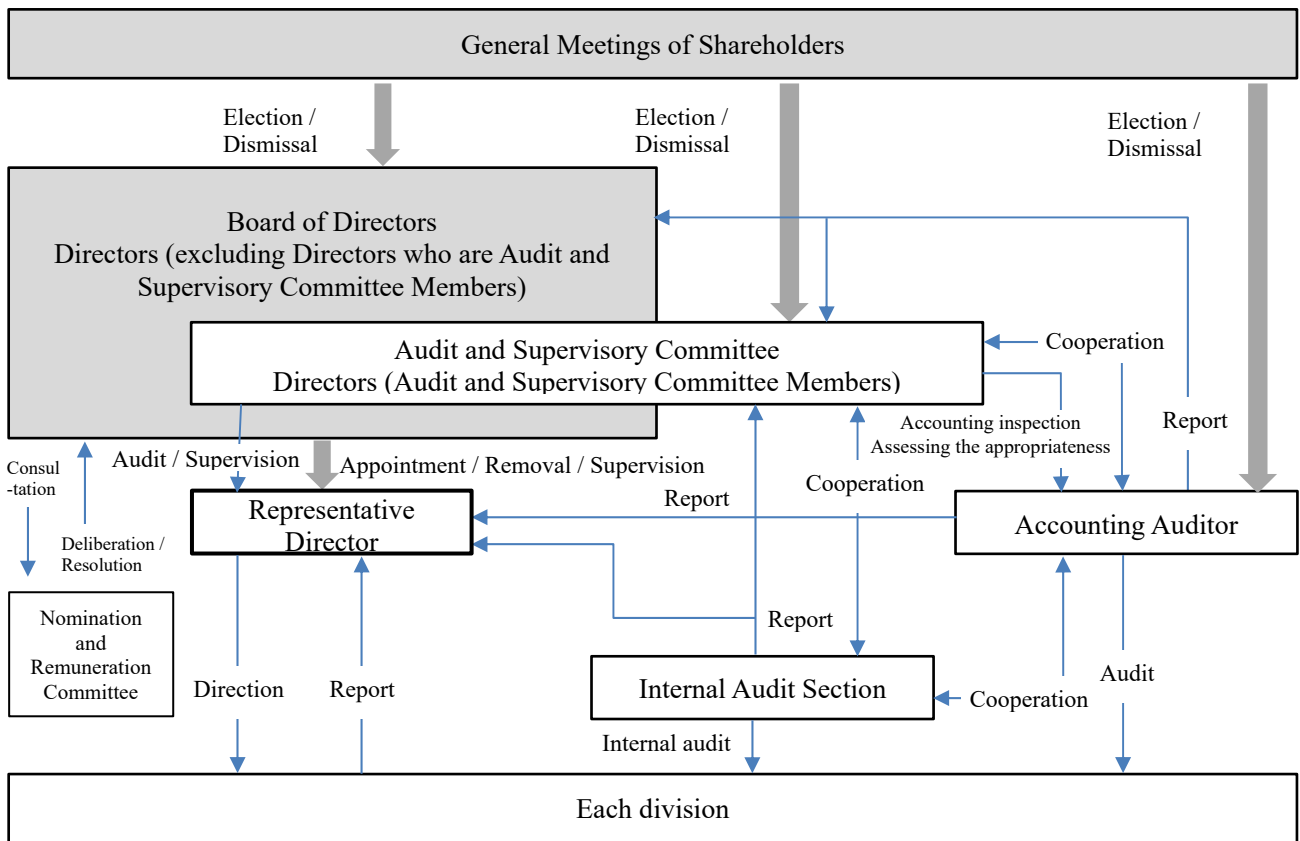 General Meetings of Shareholders
Election /
Dismissal
Election /
Dismissal
Election /
Dismissal
Board of Directors
Directors (excluding Directors who are Audit and
Supervisory Committee Members)
Audit and Supervisory Committee
Directors (Audit and Supervisory Committee Members)
Cooperation
Accounting inspection
Assessing the appropriateness
Report
Consul
-tation
Audit / Supervision
Appointment / Removal / Supervision
Cooperation
Deliberation /
Resolution
Representative
Director
Report
Accounting Auditor
Nomination
and
Remuneration
Committee
Direction
Report
Report
Internal Audit Section
Cooperation
Audit
Internal audit
Each division